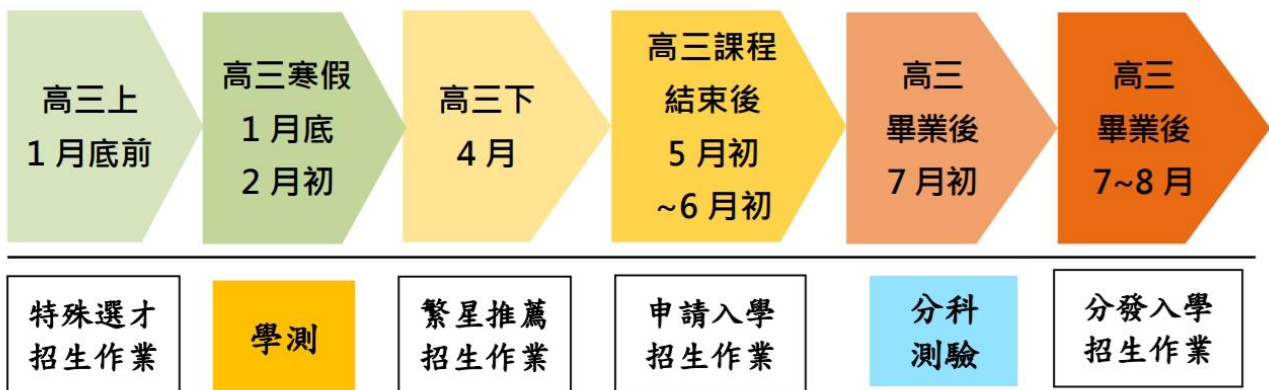 高三上
1 月底前
高三寒假
1 月底
2 月初
高三下
4 月
高三課程
結束後
5 月初
~6 月初
高三
畢業後
7 月初
高三
畢業後
7~8 月
特殊選才
招生作業
學測
繁星推薦
招生作業
申請入學
招生作業
分科
測驗
分發入學
招生作業